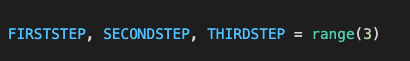 FIRSTSTEP, SECONDSTEP, THIRDSTEP = range(3)